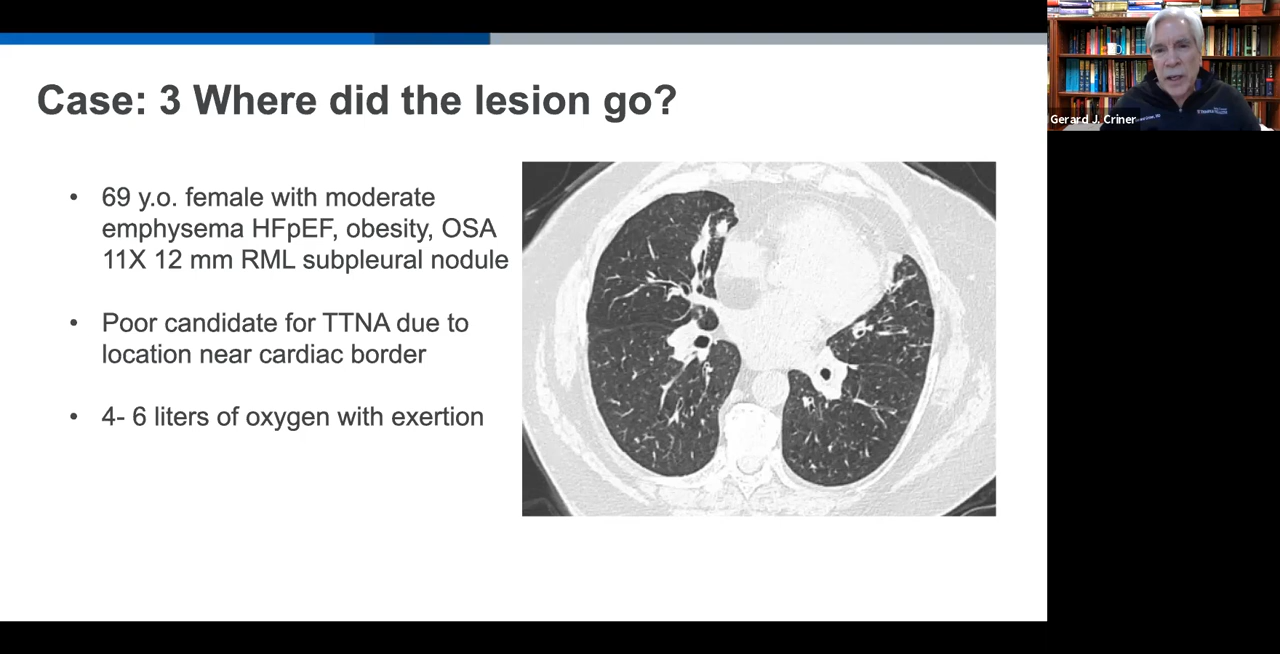 Case: 3 Where did the lesion go?
• 69 y.o. female with moderate
emphysema HFpEF, obesity, OSA
11X 12 mm RML subpleural nodule
• Poor candidate for TTNA due to
location near cardiac border
• 4- 6 liters of oxygen with exertion
Gerard J. Criner